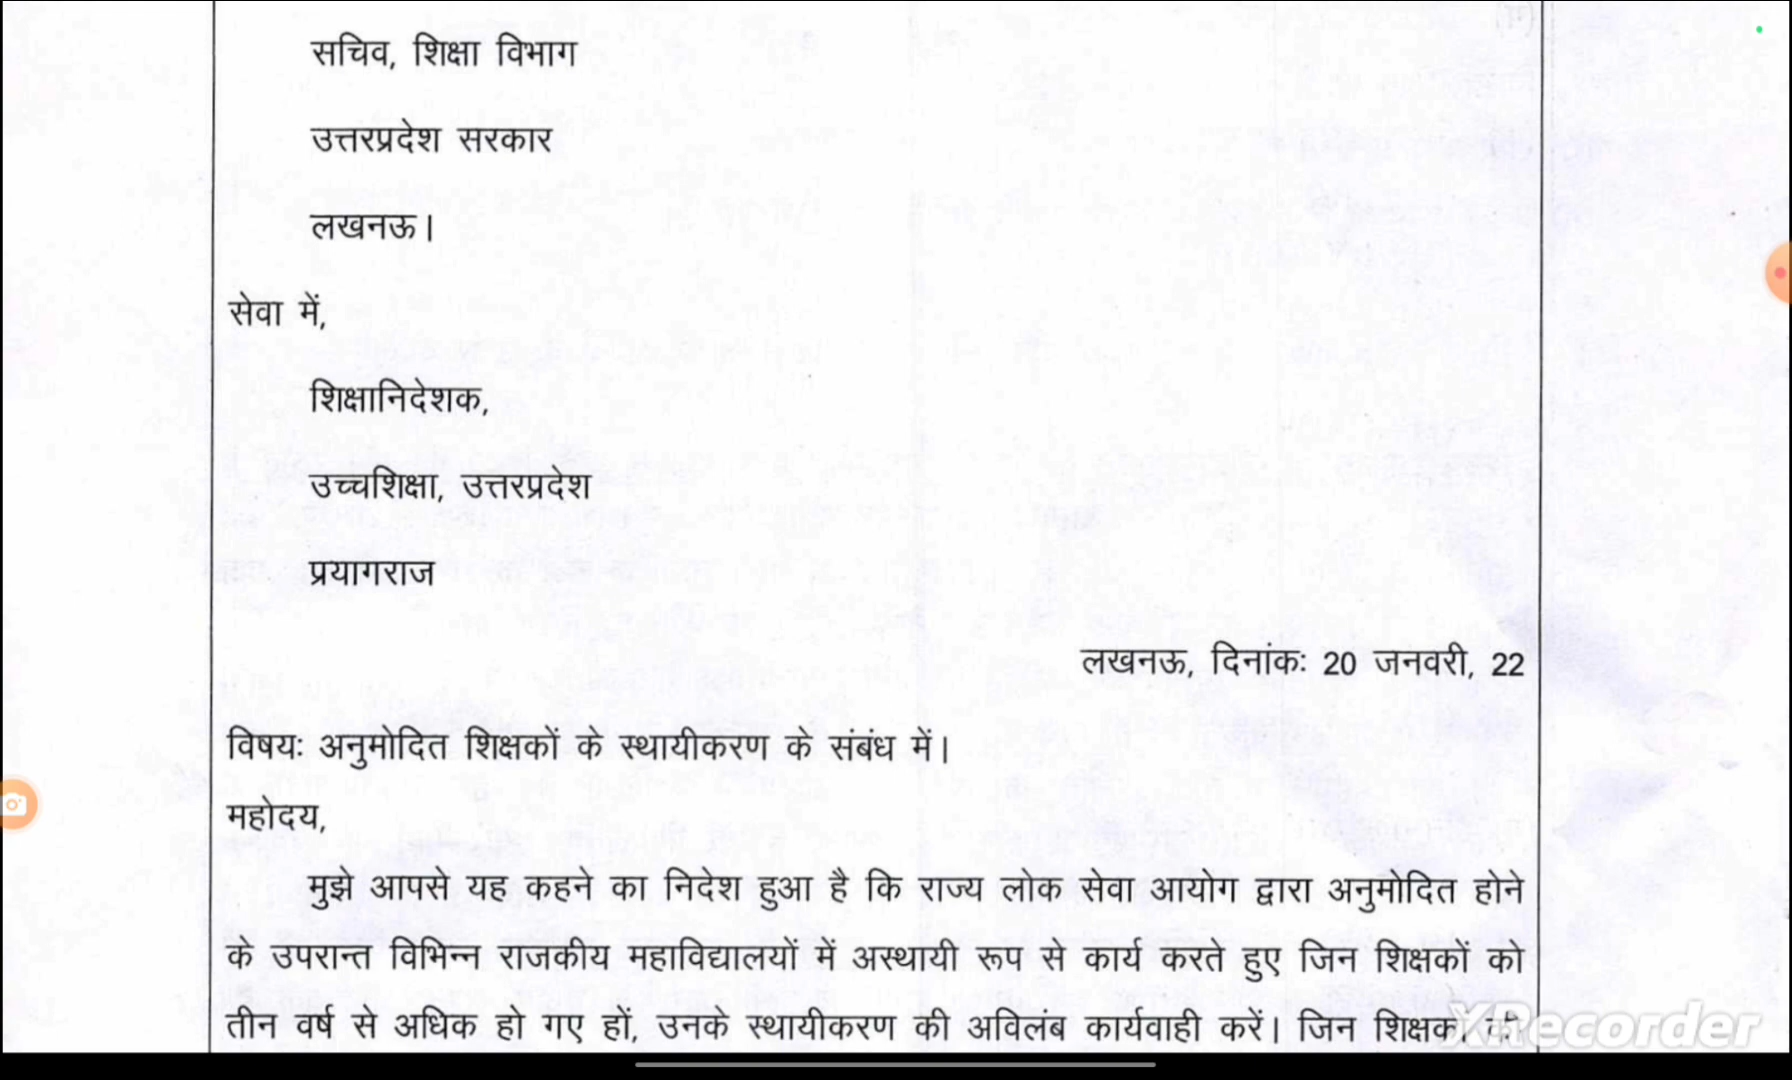 सचिव, शिक्षा विभाग
उत्तरप्रदेश सरकार
लखनऊ।
सेवा में,
शिक्षानिदेशक,
उच्चशिक्षा, उत्तरप्रदेश
प्रयागराज
लखनऊ, दिनांक: 20 जनवरी, 22
विषय: अनुमोदित शिक्षकों के स्थायीकरण के संबंध में।
महोदय,
मुझे आपसे यह कहने का निदेश हुआ है कि राज्य लोक सेवा आयोग द्वारा अनुमोदित होने
के उपरान्त विभिन्न राजकीय महाविद्यालयों में अस्थायी रूप से कार्य करते हुए जिन शिक्षकों को
तीन वर्ष से अधिक हो गए हों, उनके स्थायीकरण की अविलंब कार्यवाही करें। जिन
XRecorder